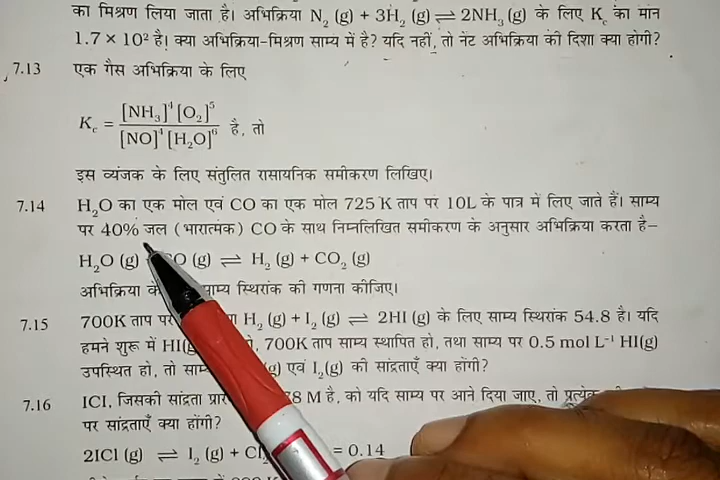 का मिश्रण लिया जाता है। अभिक्रिया N₂ (g) + 3H₂ (g) ⇌ 2NH₃ (g) के लिए K꜀ का मान
1.7 × 10² है। क्या अभिक्रिया-मिश्रण साम्य में है? यदि नहीं, तो नेट अभिक्रिया की दिशा क्या होगी?
7.13 एक गैस अभिक्रिया के लिए
K꜀ = [NH₃]⁴ [O₂]⁵ / [NO]⁴ [H₂O]⁶ है, तो
इस व्यंजक के लिए संतुलित रासायनिक समीकरण लिखिए।
7.14 H₂O का एक मोल एवं CO का एक मोल 725 K ताप पर 10L के पात्र में लिए जाते हैं। साम्य
पर 40% जल (भारात्मक) CO के साथ निम्नलिखित समीकरण के अनुसार अभिक्रिया करता है–
H₂O (g) CO (g) ⇌ H₂ (g) + CO₂ (g)
अभिक्रिया के साम्य स्थिरांक की गणना कीजिए।
7.15 700K ताप पर H₂ (g) + I₂ (g) ⇌ 2HI (g) के लिए साम्य स्थिरांक 54.8 है। यदि
हमने शुरू में HI(g) 700K ताप साम्य स्थापित हो, तथा साम्य पर 0.5 mol L⁻¹ HI(g)
उपस्थित हो, तो (g) एवं I₂(g) की सांद्रताएँ क्या होंगी?
7.16 ICl, जिसकी सांद्रता 8 M है, को यदि साम्य पर आने दिया जाए, तो
पर सांद्रताएँ क्या होंगी?
2ICl (g) ⇌ I₂ (g) + Cl₂ = 0.14